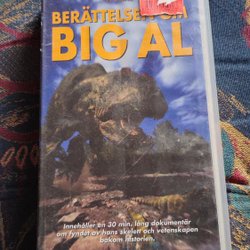 BERÄTTELSEN OM
BIG AL
Innehåller en 30 min. lång dokumentär
om fyndet av hans skelett och vetenskapen
bakom historien.